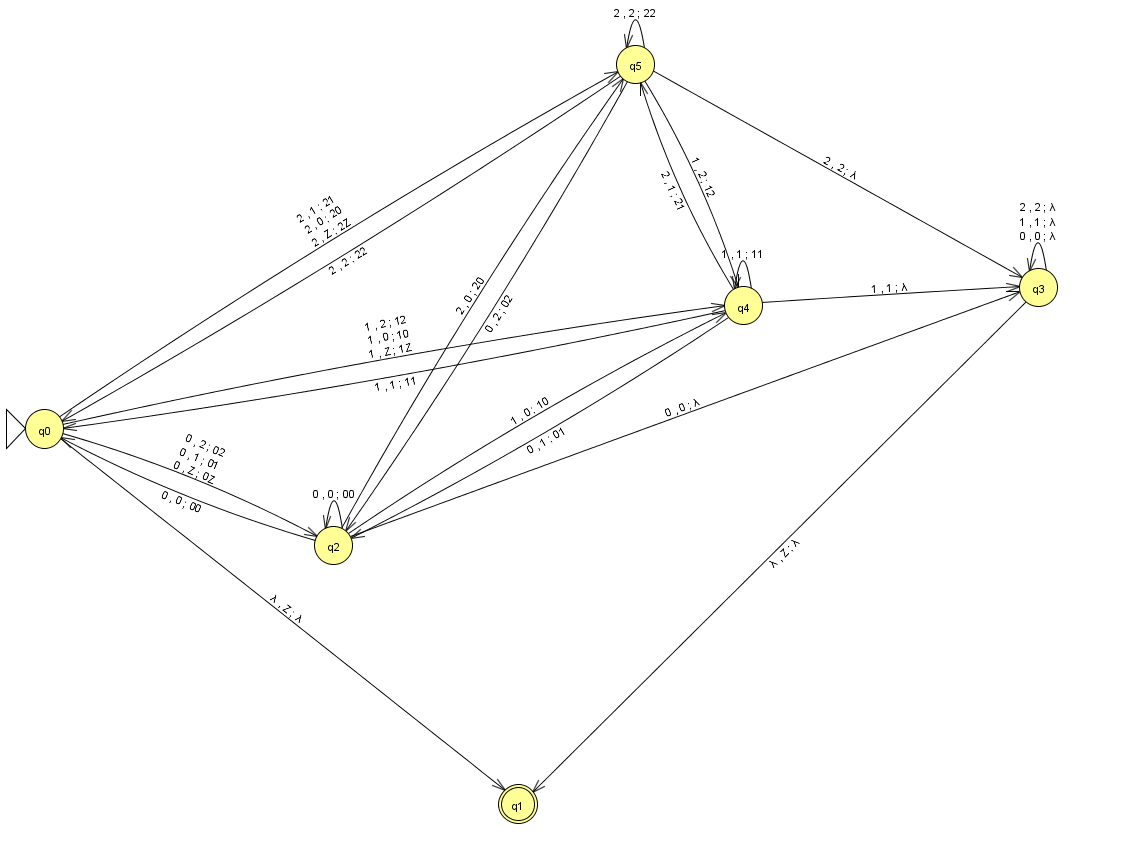 2 , 2 ; 22
q5
2 , 1 ; 21
2 , 0 ; 20
2 , Z ; 2Z
2 , 2 ; 22
1 , 2 ; 12
2 , 1 ; 21
2 , 2 ; λ
2 , 2 ; λ
1 , 1 ; λ
0 , 0 ; λ
q3
1 , 1 ; 11
q4
1 , 1 ; λ
2 , 0 ; 20
0 , 2 ; 02
1 , 2 ; 12
1 , 0 ; 10
1 , Z ; 1Z
1 , 1 ; 11
1 , 0 ; 10
0 , 1 ; 01
0 , 0 ; λ
q0
0 , 2 ; 02
0 , 1 ; 01
0 , Z ; 0Z
0 , 0 ; 00
0 , 0 ; 00
q2
λ , Z ; λ
λ , Z ; λ
q1